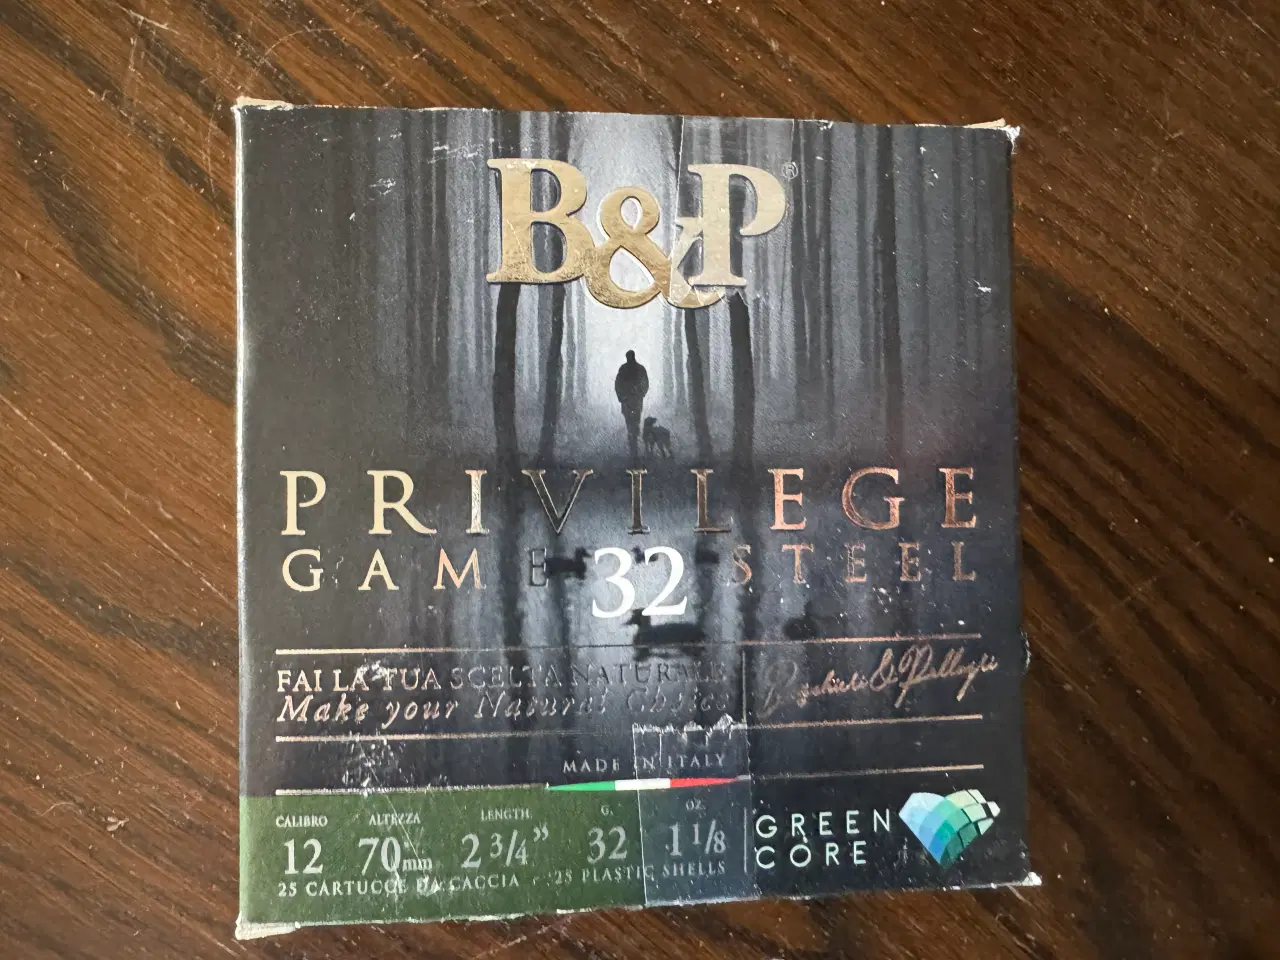 B&P®
PRIVILEGE
GAME 32 STEEL
FAI LA TUA SCELTA NATURALE
Make your Natural Choice
Baschieri & Pellagri
MADE IN ITALY
CALIBRO ALTEZZA LENGTH G. OZ.
12 70mm 2 3/4” 32 1 1/8
25 CARTUCCE DA CACCIA - 25 PLASTIC SHELLS
GREEN
CORE